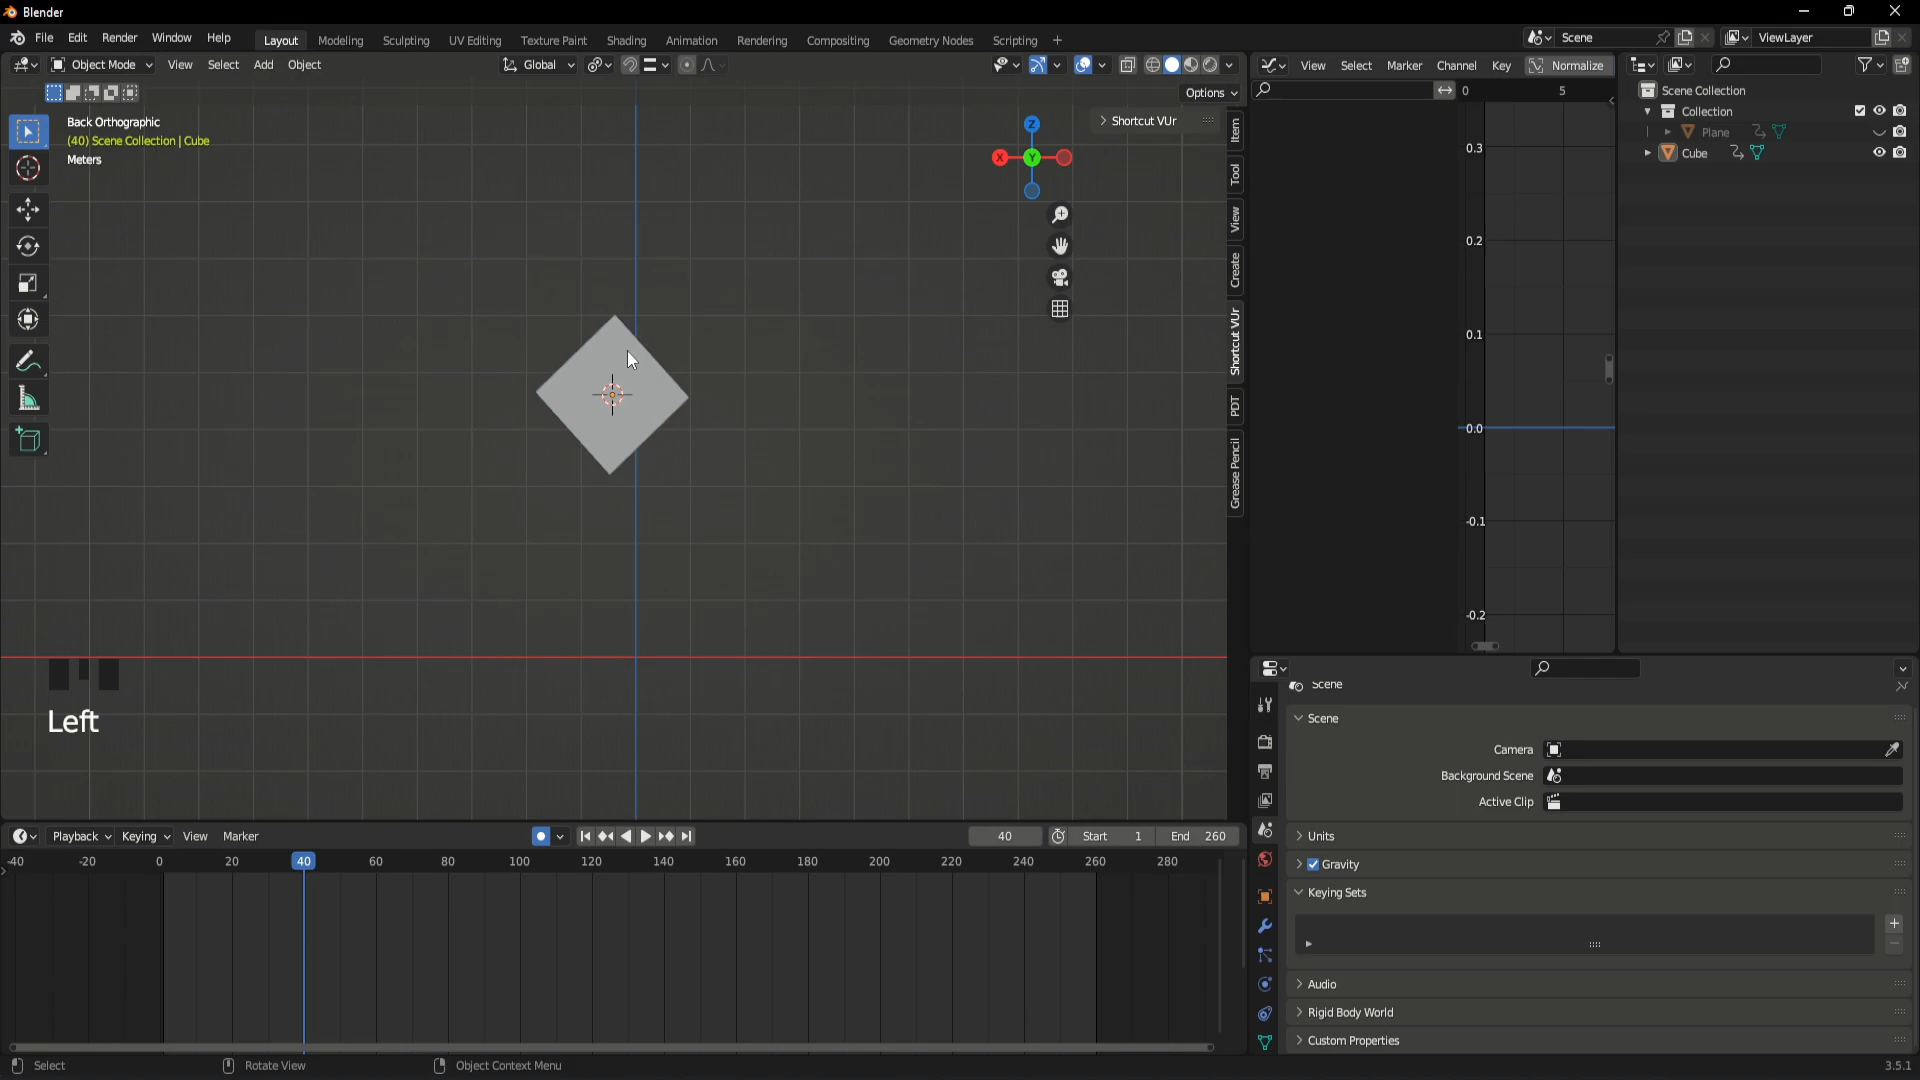 Blender
File Edit Render Window Help
Layout Modeling Sculpting UV Editing Texture Paint Shading Animation Rendering Compositing Geometry Nodes Scripting +
Scene
ViewLayer
Object Mode View Select Add Object
Global
View Select Marker Channel Key Normalize
Options
Back Orthographic
(40) Scene Collection | Cube
Meters
Shortcut VUr
Z
X
Y
Item
Tool
View
Create
Shortcut VUr
PDT
Grease Pencil
0 5
0.3
0.2
0.1
0.0
-0.1
-0.2
Scene Collection
Collection
Plane
Cube
Left
Scene
Scene
Camera
Background Scene
Active Clip
Units
Gravity
Keying Sets
Audio
Rigid Body World
Custom Properties
Playback Keying View Marker
40 Start 1 End 260
-40 -20 0 20 40 60 80 100 120 140 160 180 200 220 240 260 280
Select Rotate View Object Context Menu
3.5.1